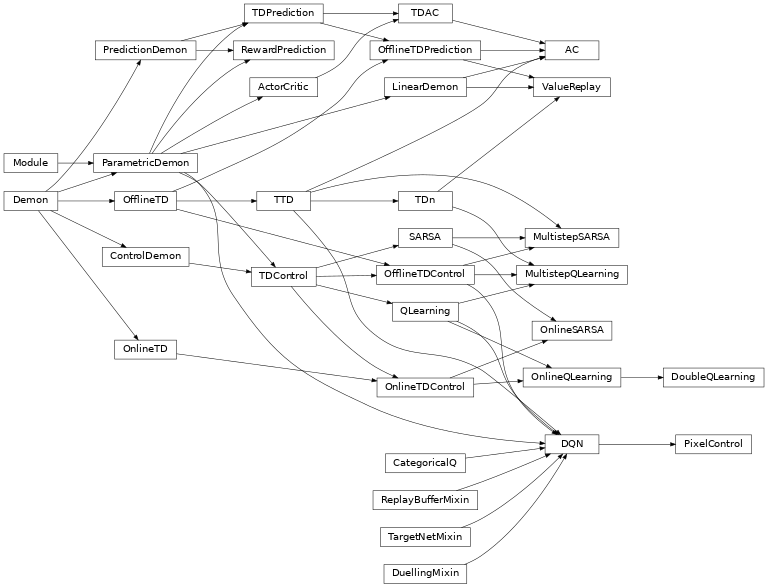 TDPrediction
TDAC
PredictionDemon
RewardPrediction
OfflineTDPrediction
AC
ActorCritic
LinearDemon
ValueReplay
Module
ParametricDemon
Demon
OfflineTD
TTD
TDn
SARSA
MultistepSARSA
ControlDemon
TDControl
OfflineTDControl
MultistepQLearning
QLearning
OnlineSARSA
OnlineTD
OnlineTDControl
OnlineQLearning
DoubleQLearning
DQN
PixelControl
CategoricalQ
ReplayBufferMixin
TargetNetMixin
DuellingMixin